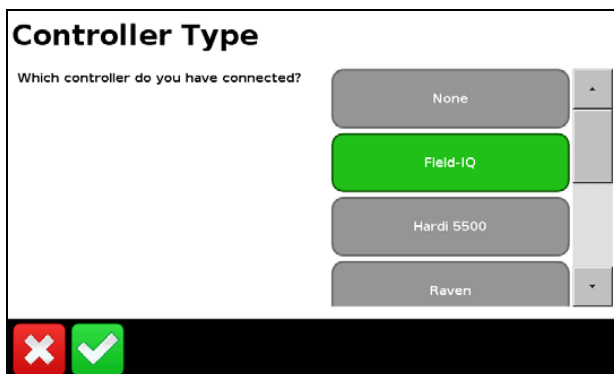 Controller Type
Which controller do you have connected?
None
Field-IQ
Hardi 5500
Raven